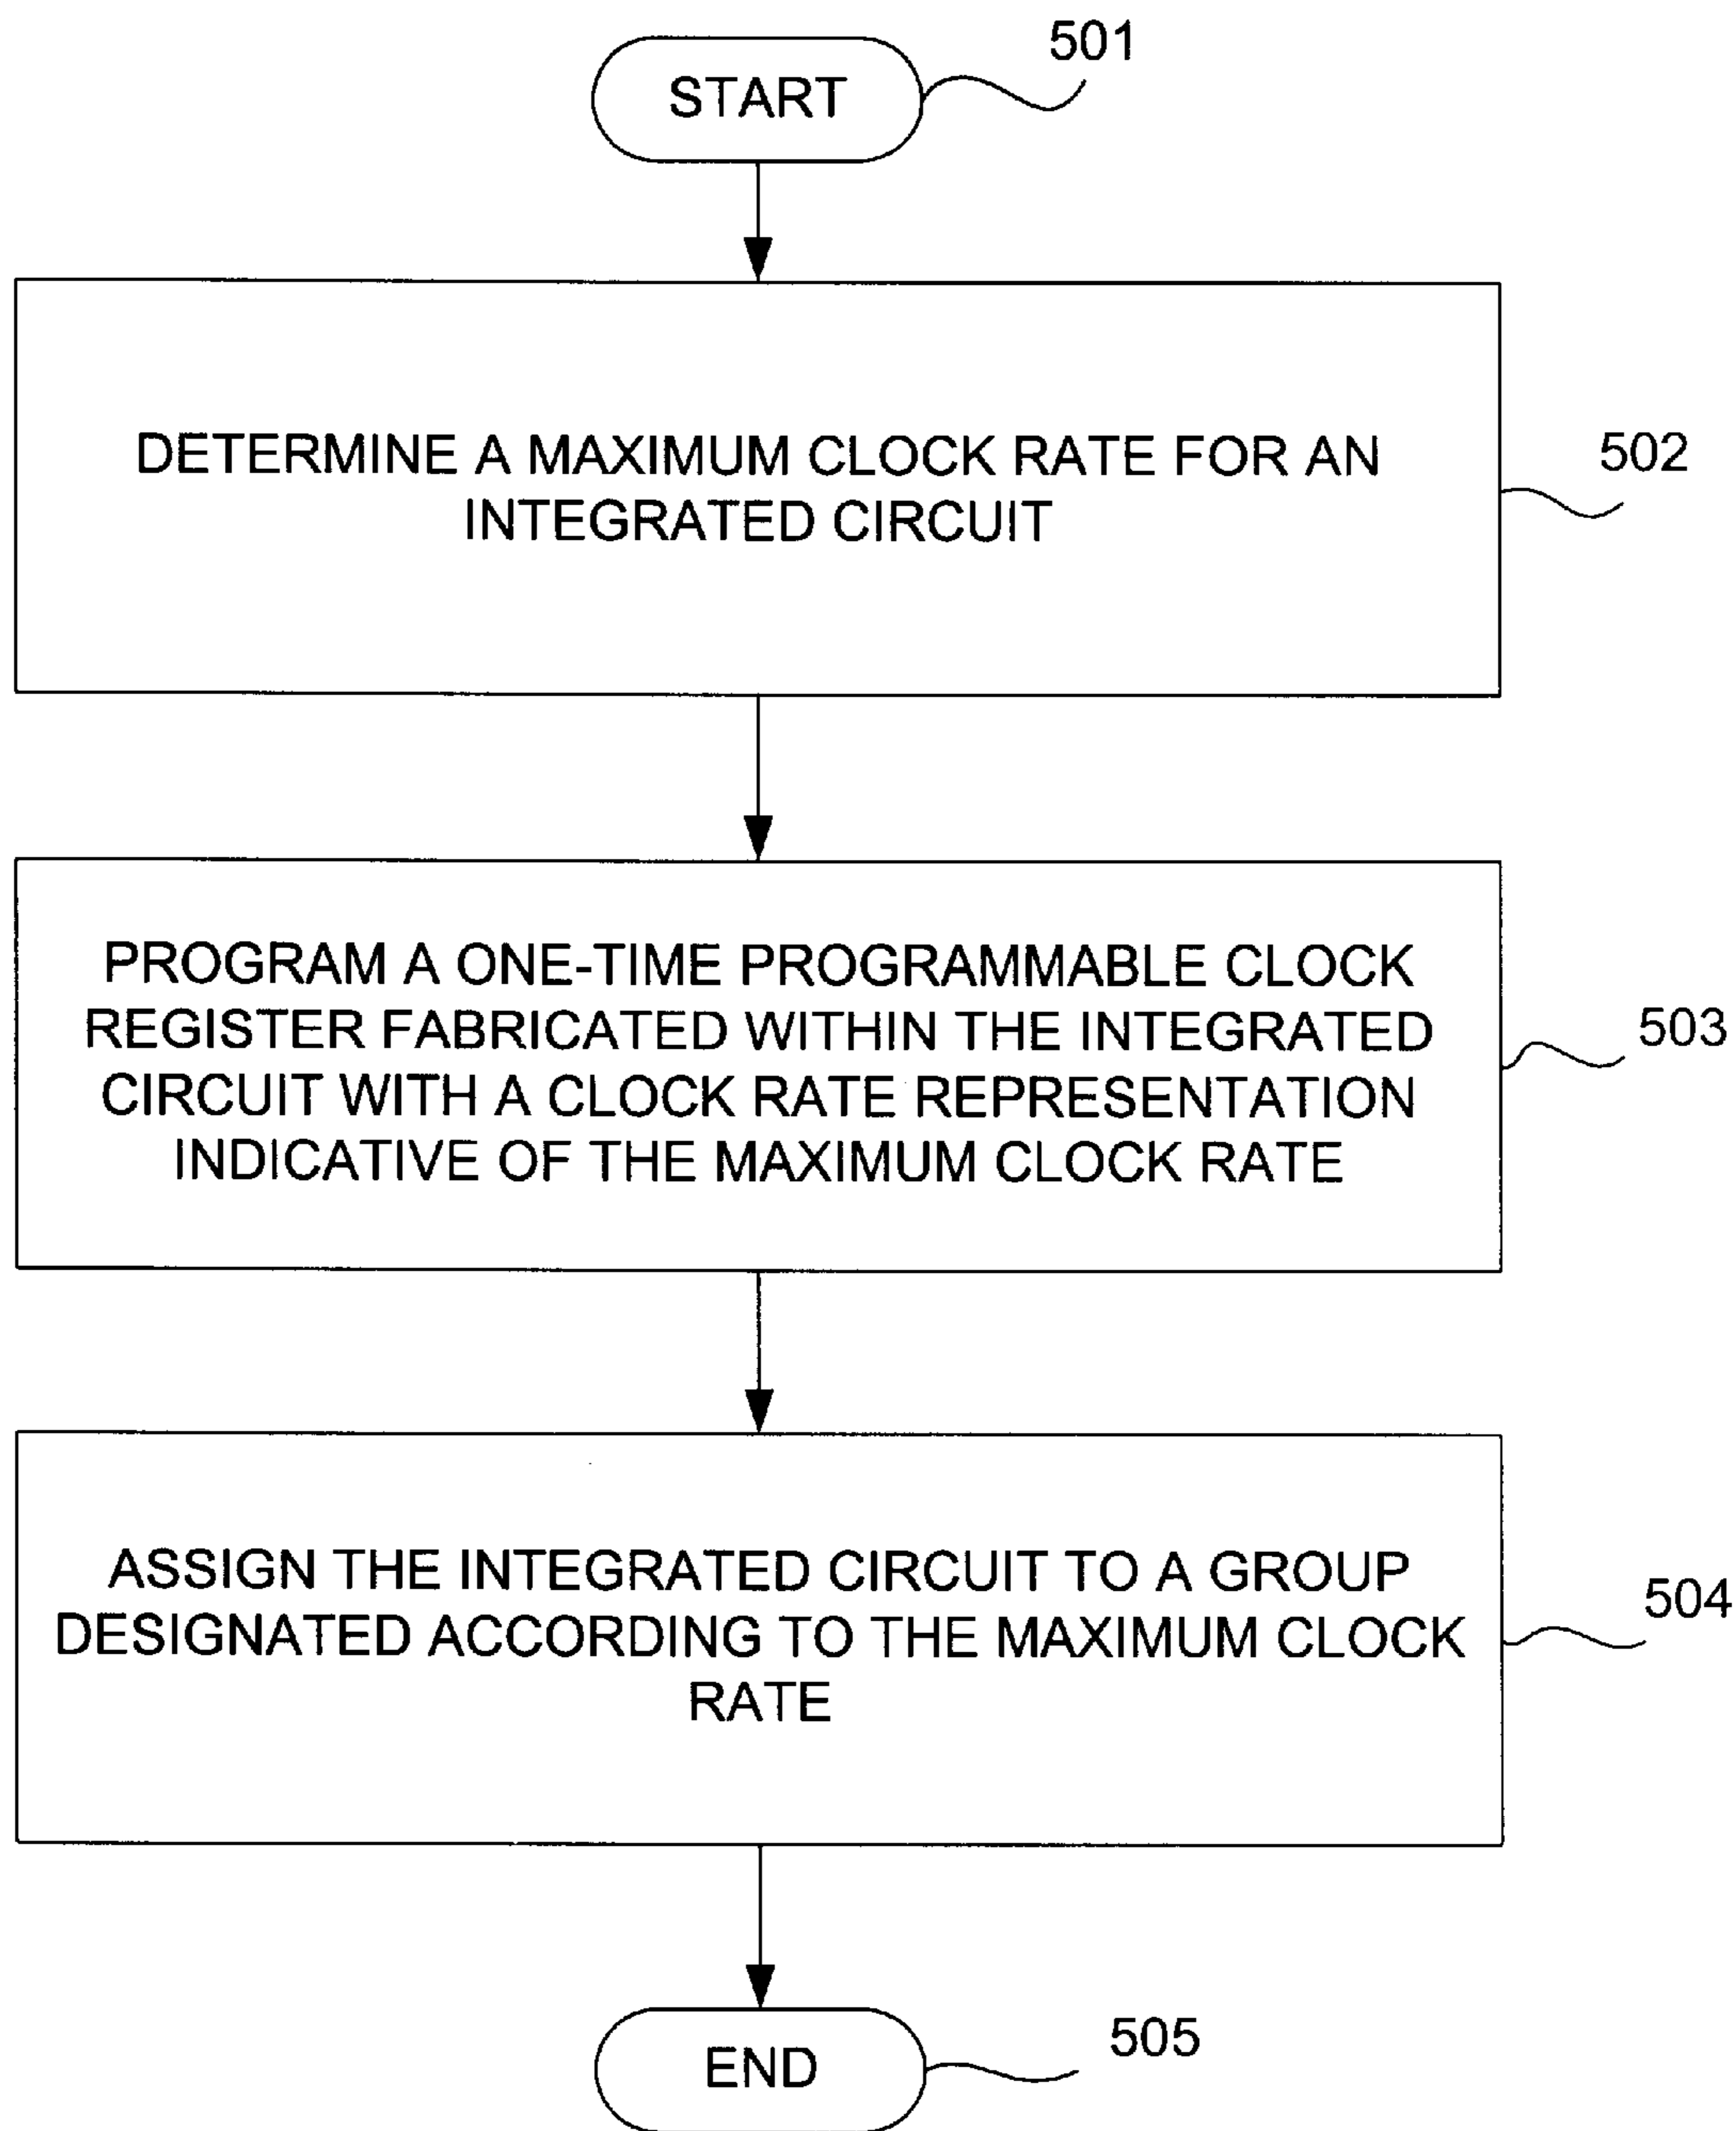 START
501
DETERMINE A MAXIMUM CLOCK RATE FOR AN
INTEGRATED CIRCUIT
502
PROGRAM A ONE-TIME PROGRAMMABLE CLOCK
REGISTER FABRICATED WITHIN THE INTEGRATED
CIRCUIT WITH A CLOCK RATE REPRESENTATION
INDICATIVE OF THE MAXIMUM CLOCK RATE
503
ASSIGN THE INTEGRATED CIRCUIT TO A GROUP
DESIGNATED ACCORDING TO THE MAXIMUM CLOCK
RATE
504
END
505